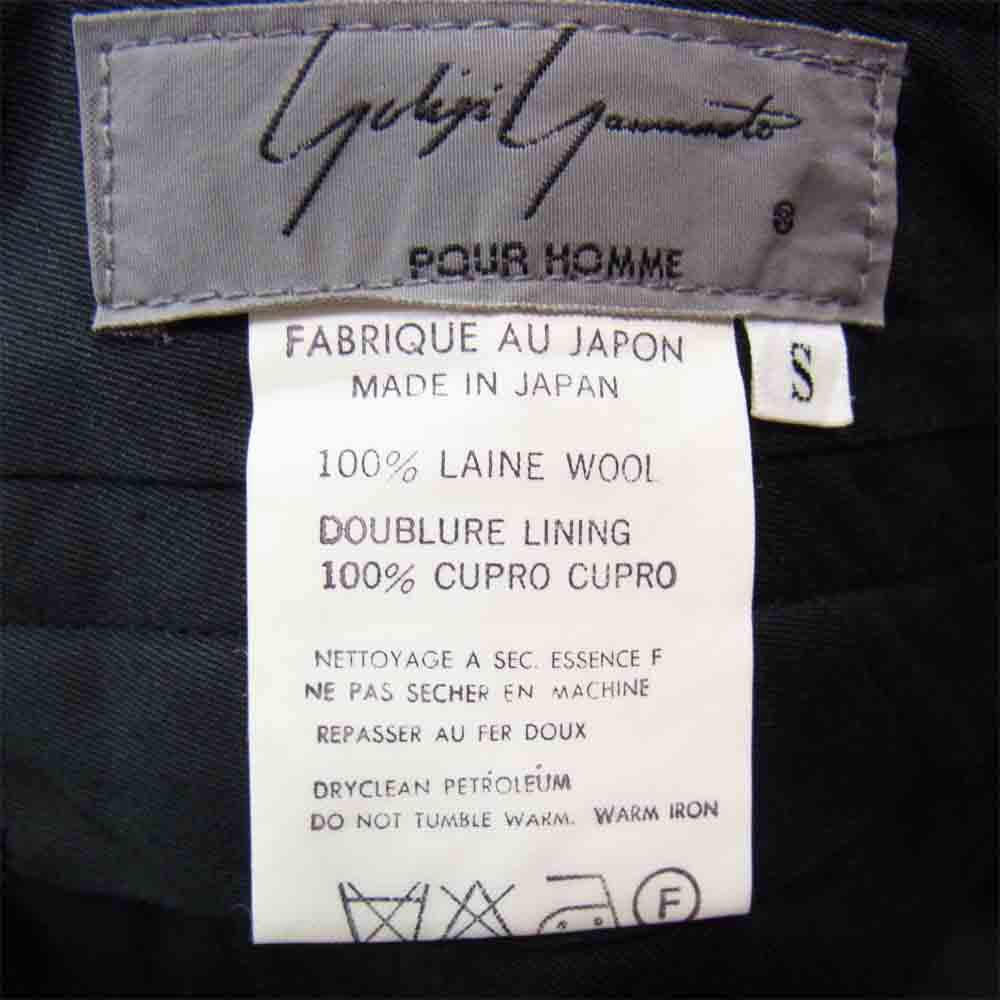 Yohji Yamamoto
8
POUR HOMME
FABRIQUE AU JAPON
MADE IN JAPAN
S
100% LAINE WOOL
DOUBLURE LINING
100% CUPRO CUPRO
NETTOYAGE A SEC. ESSENCE F
NE PAS SECHER EN MACHINE
REPASSER AU FER DOUX
DRYCLEAN PETROLEUM
DO NOT TUMBLE WARM. WARM IRON
F